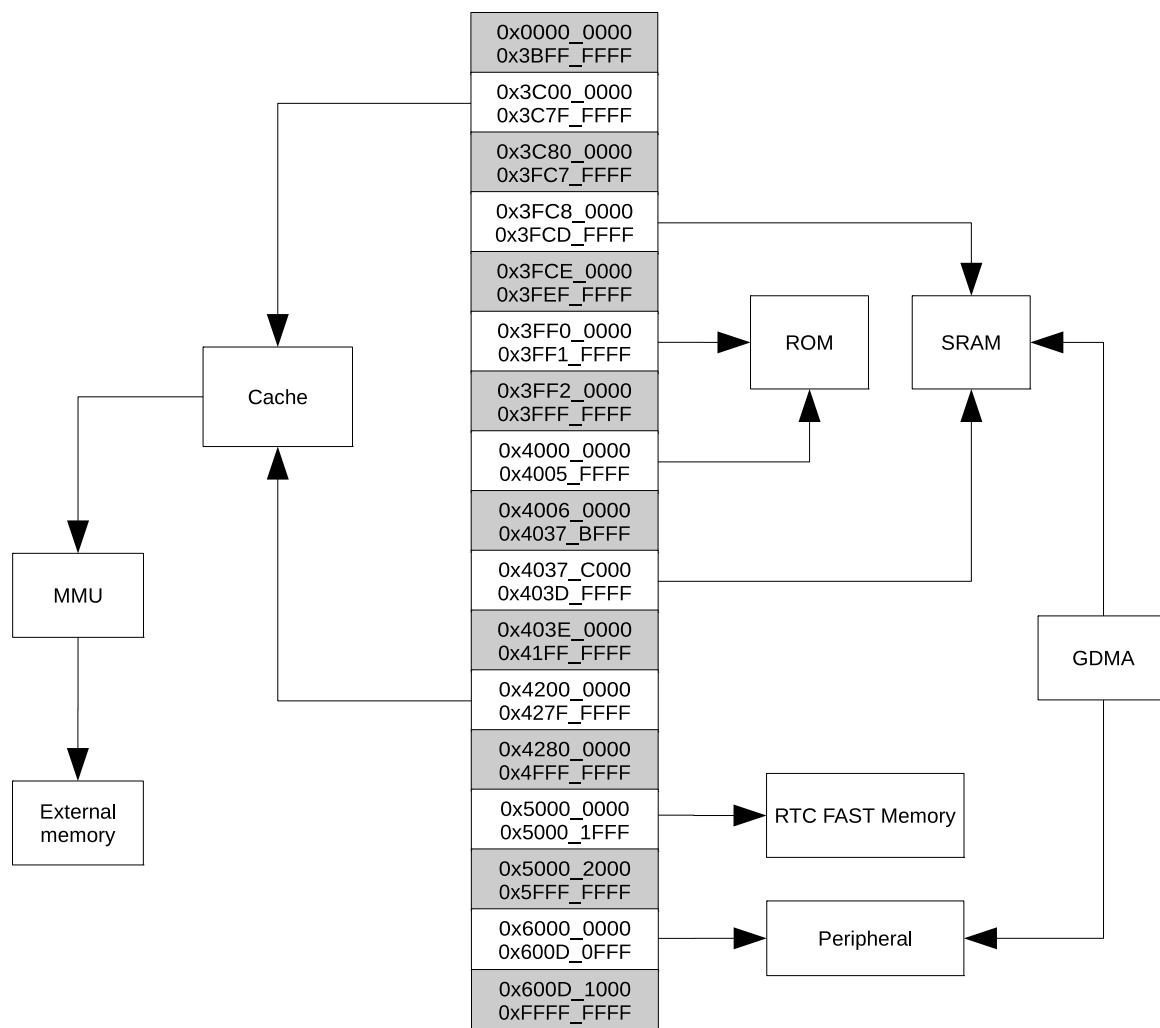 0x0000_0000
0x3BFF_FFFF
0x3C00_0000
0x3C7F_FFFF
0x3C80_0000
0x3FC7_FFFF
0x3FC8_0000
0x3FCD_FFFF
0x3FCE_0000
0x3FEF_FFFF
0x3FF0_0000
0x3FF1_FFFF
0x3FF2_0000
0x3FFF_FFFF
0x4000_0000
0x4005_FFFF
0x4006_0000
0x4037_BFFF
0x4037_C000
0x403D_FFFF
0x403E_0000
0x41FF_FFFF
0x4200_0000
0x427F_FFFF
0x4280_0000
0x4FFF_FFFF
0x5000_0000
0x5000_1FFF
0x5000_2000
0x5FFF_FFFF
0x6000_0000
0x600D_0FFF
0x600D_1000
0xFFFF_FFFF
Cache
MMU
External
memory
ROM
SRAM
GDMA
RTC FAST Memory
Peripheral